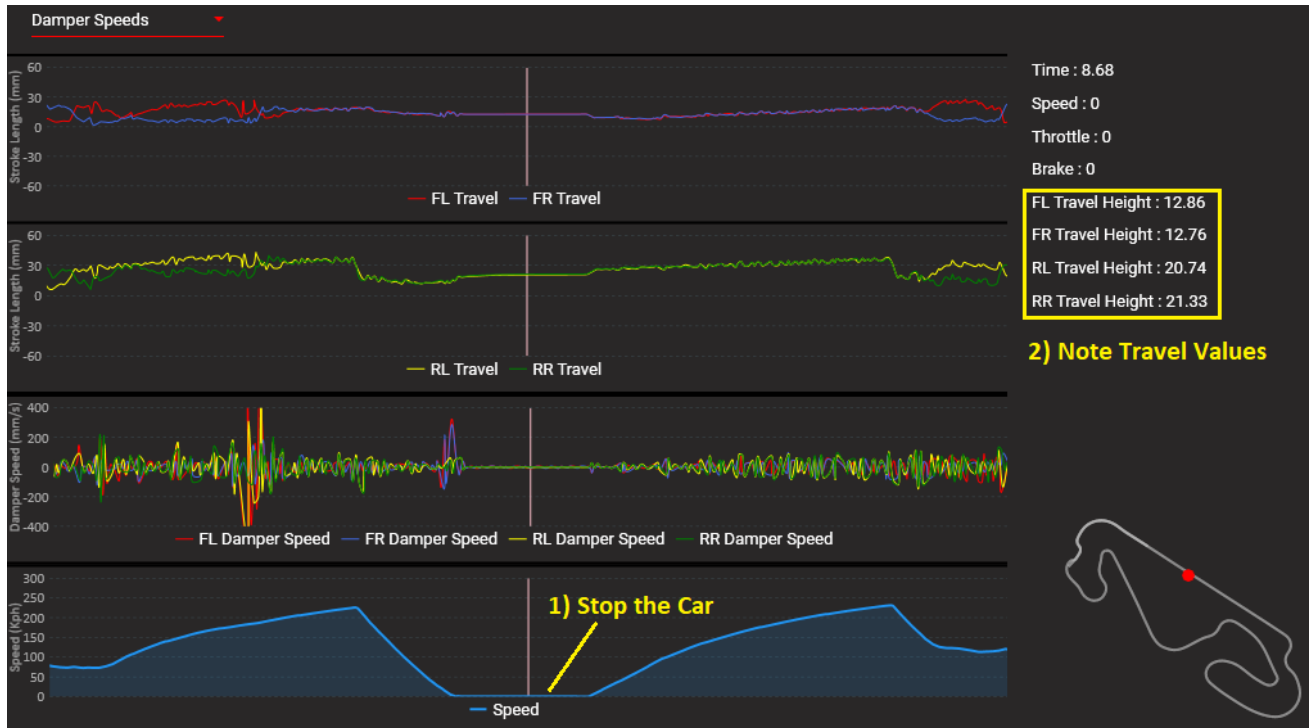 Damper Speeds
Stroke Length (mm)
60
30
0
-30
-60
FL Travel
FR Travel
Stroke Length (mm)
60
30
0
-30
-60
RL Travel
RR Travel
Damper Speed (mm/s)
400
200
0
-200
-400
FL Damper Speed
FR Damper Speed
RL Damper Speed
RR Damper Speed
Speed (Kph)
300
250
200
150
100
50
0
1) Stop the Car
Speed
Time : 8.68
Speed : 0
Throttle : 0
Brake : 0
FL Travel Height : 12.86
FR Travel Height : 12.76
RL Travel Height : 20.74
RR Travel Height : 21.33
2) Note Travel Values